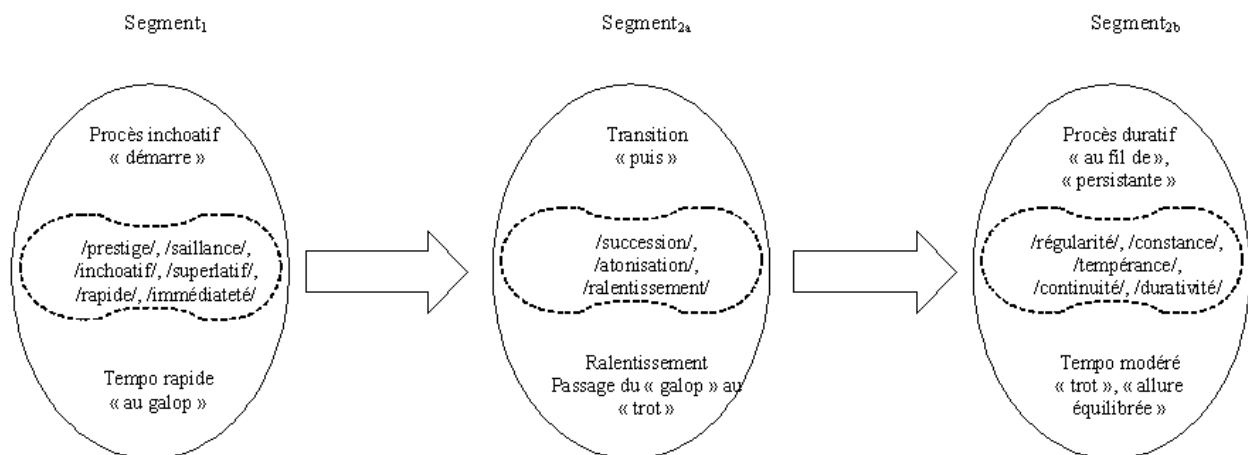 Segment₁
Procès inchoatif
« démarre »
/prestige/, /saillance/,
/inchoatif/, /superlatif/,
/rapide/, /immédiateté/
Tempo rapide
« au galop »
Segment₂ₐ
Transition
« puis »
/succession/,
/atonisation/,
/ralentissement/
Ralentissement
Passage du « galop » au
« trot »
Segment₂b
Procès duratif
« au fil de »,
« persistante »
/régularité/, /constance/,
/tempérance/,
/continuité/, /durativité/
Tempo modéré
« trot », « allure
équilibrée »